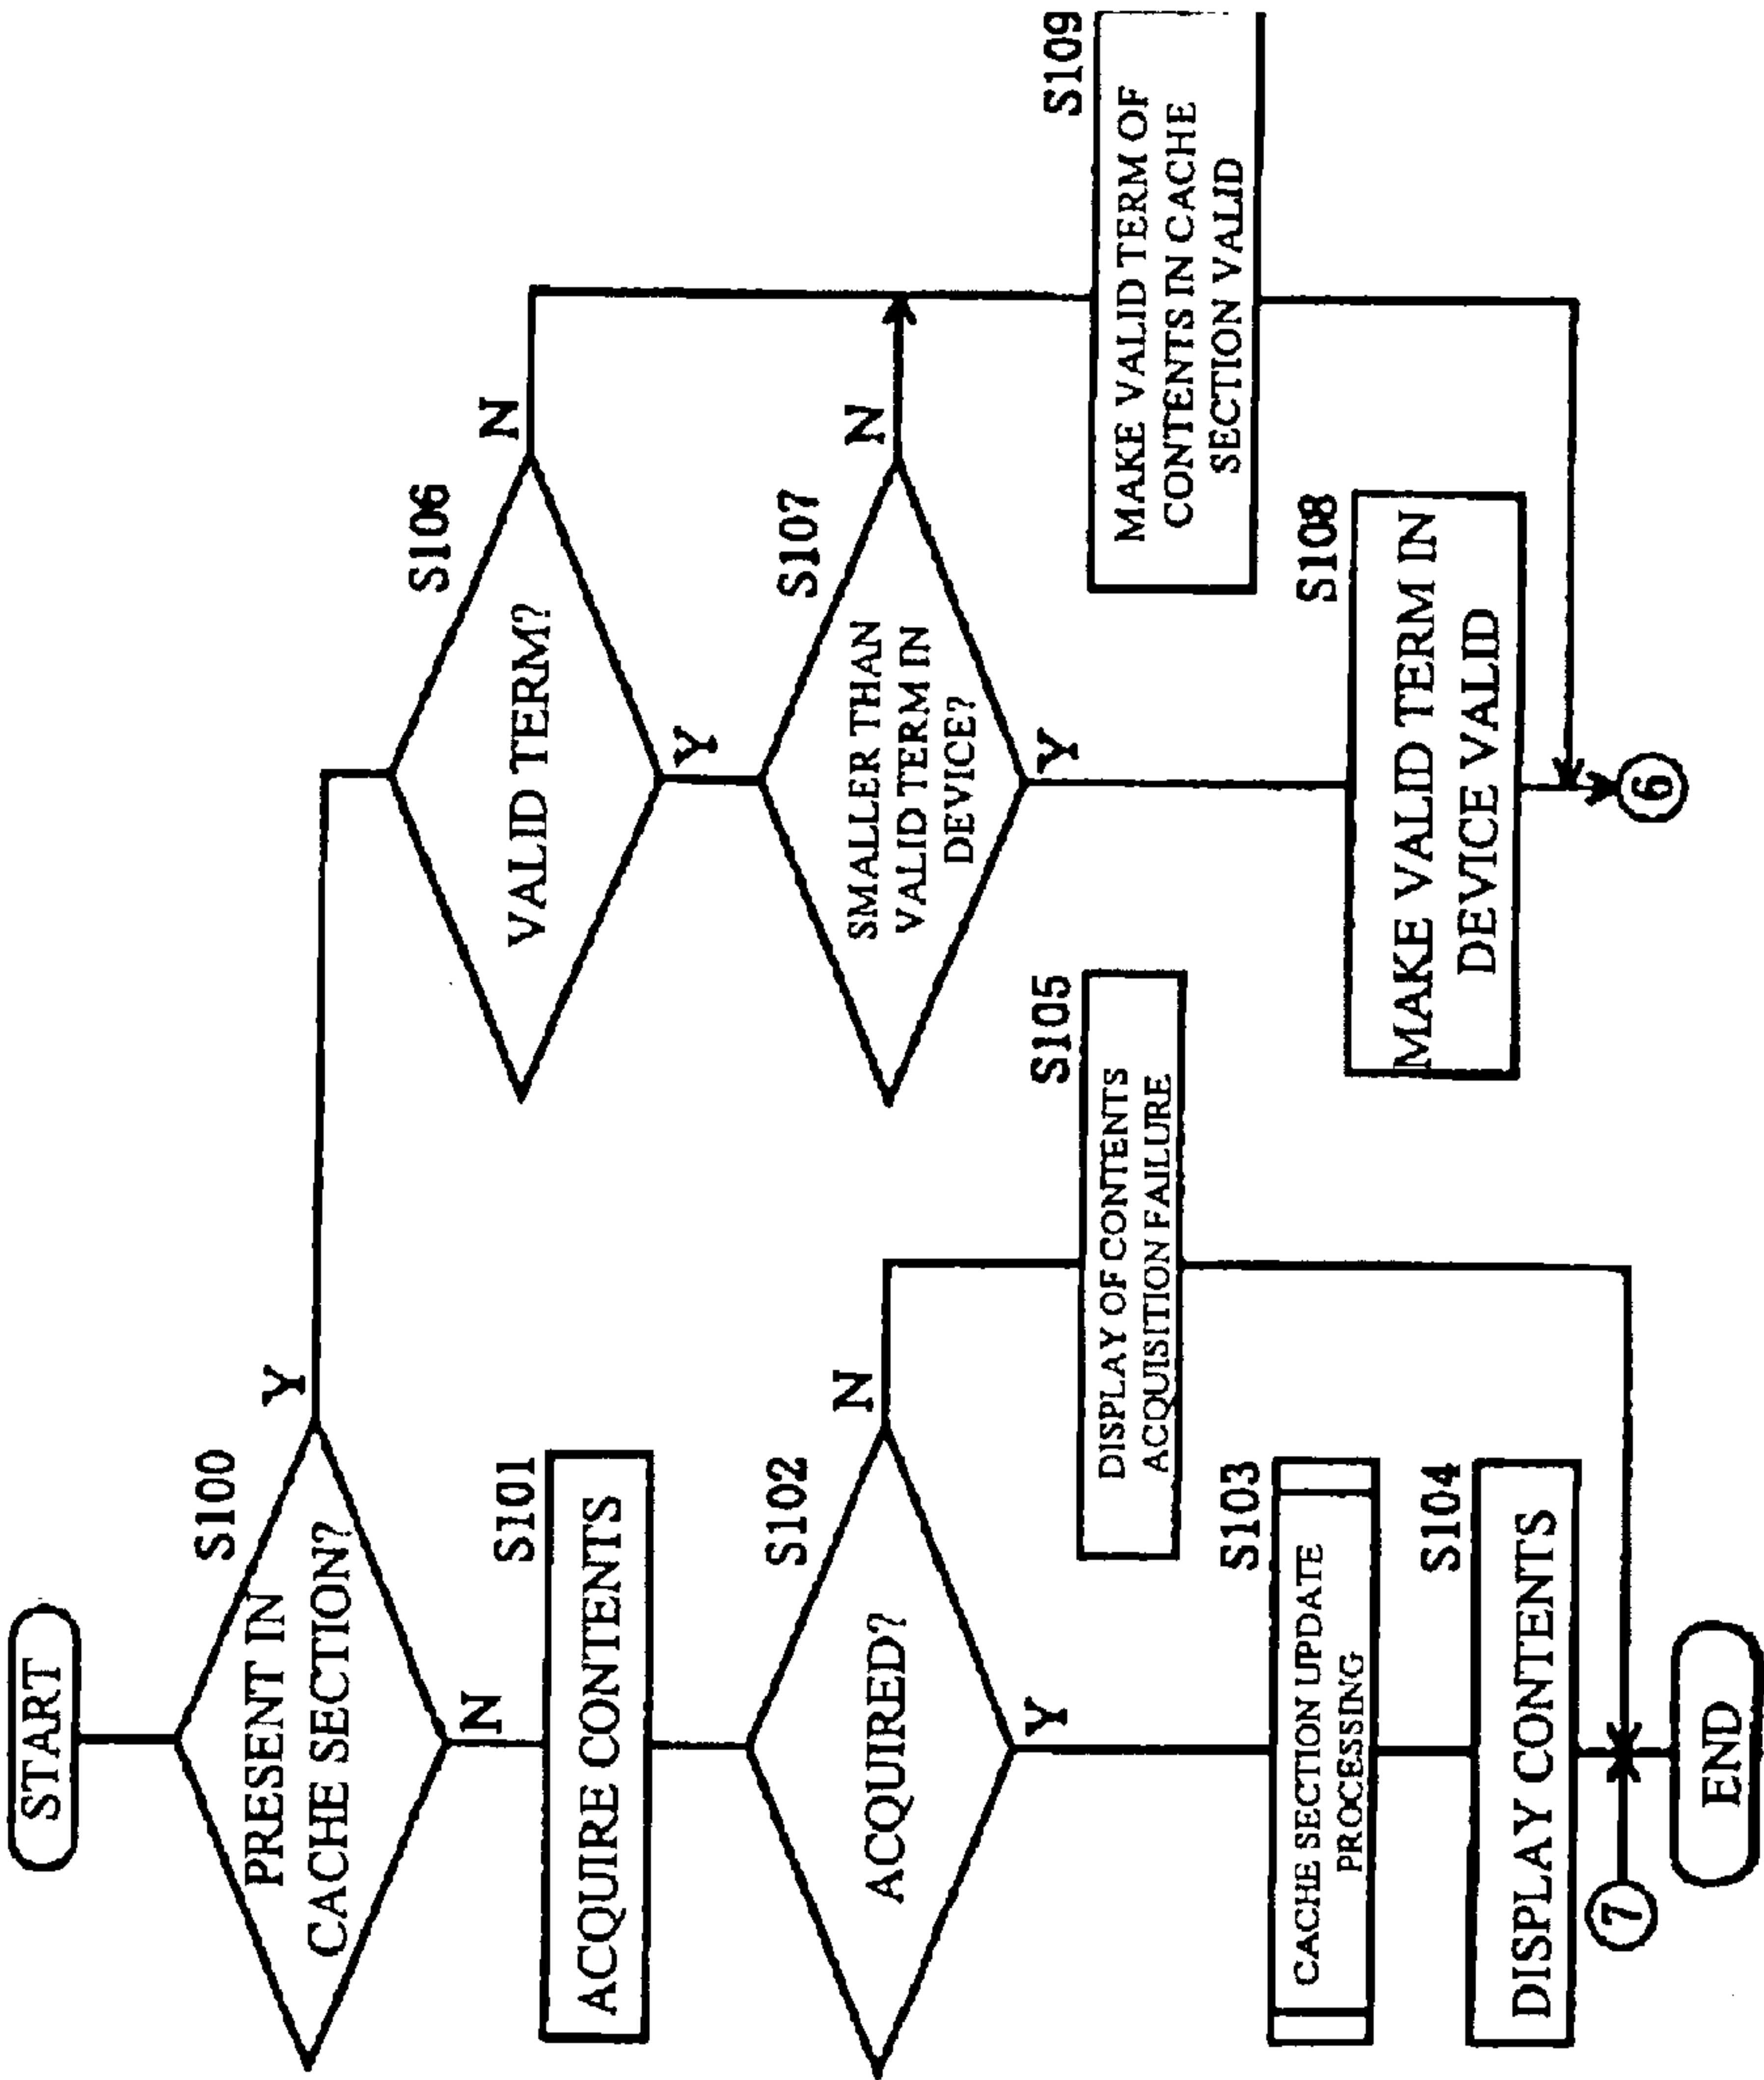 START
S100
PRESENT IN
CACHE SECTION?
Y
N
S101
ACQUIRE CONTENTS
S102
ACQUIRED?
N
Y
S105
DISPLAY OF CONTENTS
ACQUISITION FAILURE
S103
CACHE SECTION UPDATE
PROCESSING
S104
DISPLAY CONTENTS
7
END
S106
VALID TERM?
N
Y
S107
SMALLER THAN
VALID TERM IN
DEVICE?
N
Y
S109
MAKE VALID TERM OF
CONTENTS IN CACHE
SECTION VALID
S108
MAKE VALID TERM IN
DEVICE VALID
6